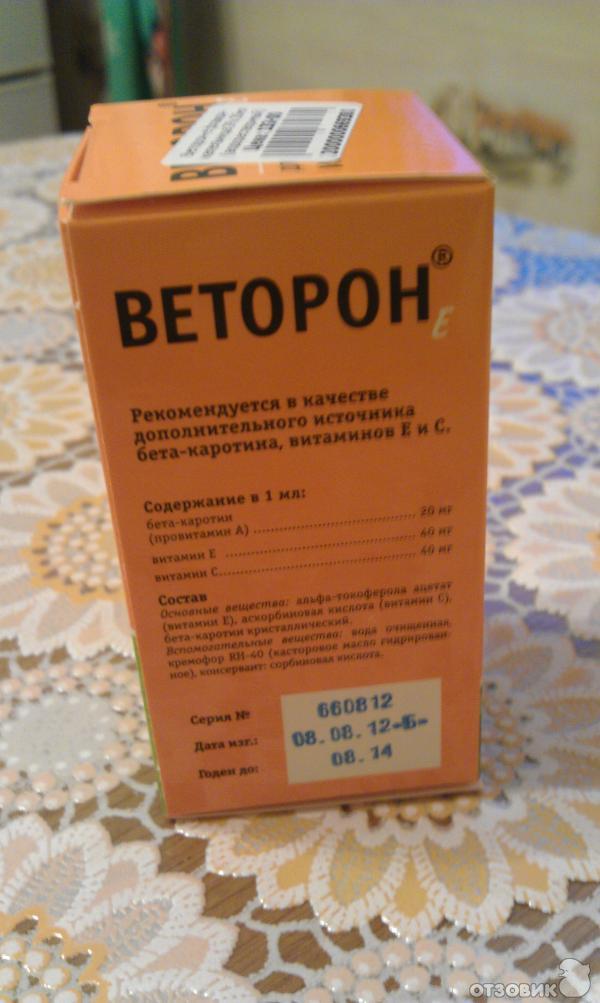 ВЕТОРОН®
Е
Рекомендуется в качестве
дополнительного источника
бета-каротина, витаминов Е и С.
Содержание в 1 мл:
бета-каротин
(провитамин А) ........................................ 20 мг
витамин Е ............................................. 40 мг
витамин С.............................................. 40 мг
Состав
Основные вещества: альфа-токоферола ацетат
(витамин Е), аскорбиновая кислота (витамин С),
бета-каротин кристаллический.
Вспомогательные вещества: вода очищенная,
кремофор RH-40 (касторовое масло гидрирован-
ное), консервант: сорбиновая кислота.
Серия № 660812
Дата изг.: 08.08.12-Б-
Годен до: 08.14
ОТЗОВИК